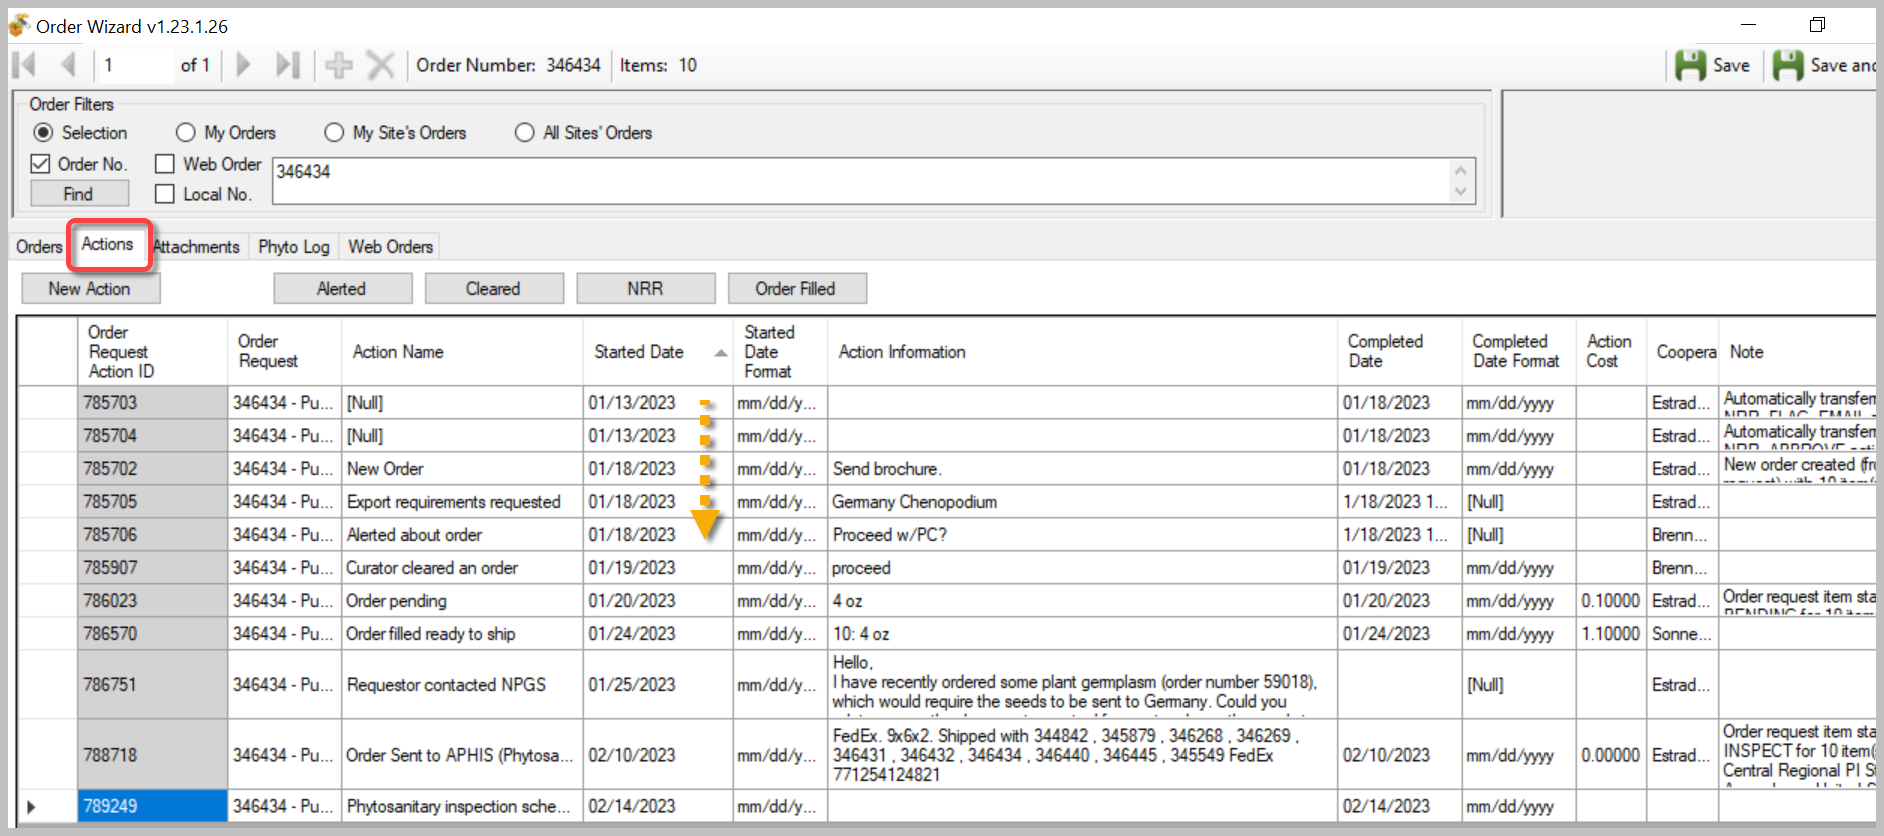 Order Wizard v1.23.1.26
1 of 1 Order Number: 346434 Items: 10 Save Save and
Order Filters
Selection My Orders My Site's Orders All Sites' Orders
Order No. Web Order 346434
Find Local No.
Orders Actions Attachments Phyto Log Web Orders
New Action Alerted Cleared NRR Order Filled
Order Request Action ID Order Request Action Name Started Date Started Date Format Action Information Completed Date Completed Date Format Action Cost Coopera Note
785703 346434 - Pu... [Null] 01/13/2023 mm/dd/y... 01/18/2023 mm/dd/yyyy Estrad... Automatically transfer
NRR_FLAG_EMAIL
785704 346434 - Pu... [Null] 01/13/2023 mm/dd/y... 01/18/2023 mm/dd/yyyy Estrad... Automatically transfer
NRR_APPROVE
785702 346434 - Pu... New Order 01/18/2023 mm/dd/y... Send brochure. 01/18/2023 mm/dd/yyyy Estrad... New order created (fro
request) with 10 item(
785705 346434 - Pu... Export requirements requested 01/18/2023 mm/dd/y... Germany Chenopodium 1/18/2023 1... [Null] Estrad...
785706 346434 - Pu... Alerted about order 01/18/2023 mm/dd/y... Proceed w/PC? 1/18/2023 1... [Null] Brenn...
785907 346434 - Pu... Curator cleared an order 01/19/2023 mm/dd/y... proceed 01/19/2023 mm/dd/yyyy Brenn...
786023 346434 - Pu... Order pending 01/20/2023 mm/dd/y... 4 oz 01/20/2023 mm/dd/yyyy 0.10000 Estrad... Order request item sta
PENDING for 10 item
786570 346434 - Pu... Order filled ready to ship 01/24/2023 mm/dd/y... 10: 4 oz 01/24/2023 mm/dd/yyyy 1.10000 Sonne...
786751 346434 - Pu... Requestor contacted NPGS 01/25/2023 mm/dd/y... Hello, [Null] Estrad...
I have recently ordered some plant germplasm (order number 59018),
which would require the seeds to be sent to Germany. Could you
788718 346434 - Pu... Order Sent to APHIS (Phytosa... 02/10/2023 mm/dd/y... FedEx. 9x6x2. Shipped with 344842 , 345879 , 346268 , 346269 ,
346431 , 346432 , 346434 , 346440 , 346445 , 345549 FedEx
771254124821
02/10/2023 mm/dd/yyyy 0.00000 Estrad... Order request item sta
INSPECT for 10 item(
Central Regional PI St
789249 346434 - Pu... Phytosanitary inspection sche... 02/14/2023 mm/dd/y... 02/14/2023 mm/dd/yyyy